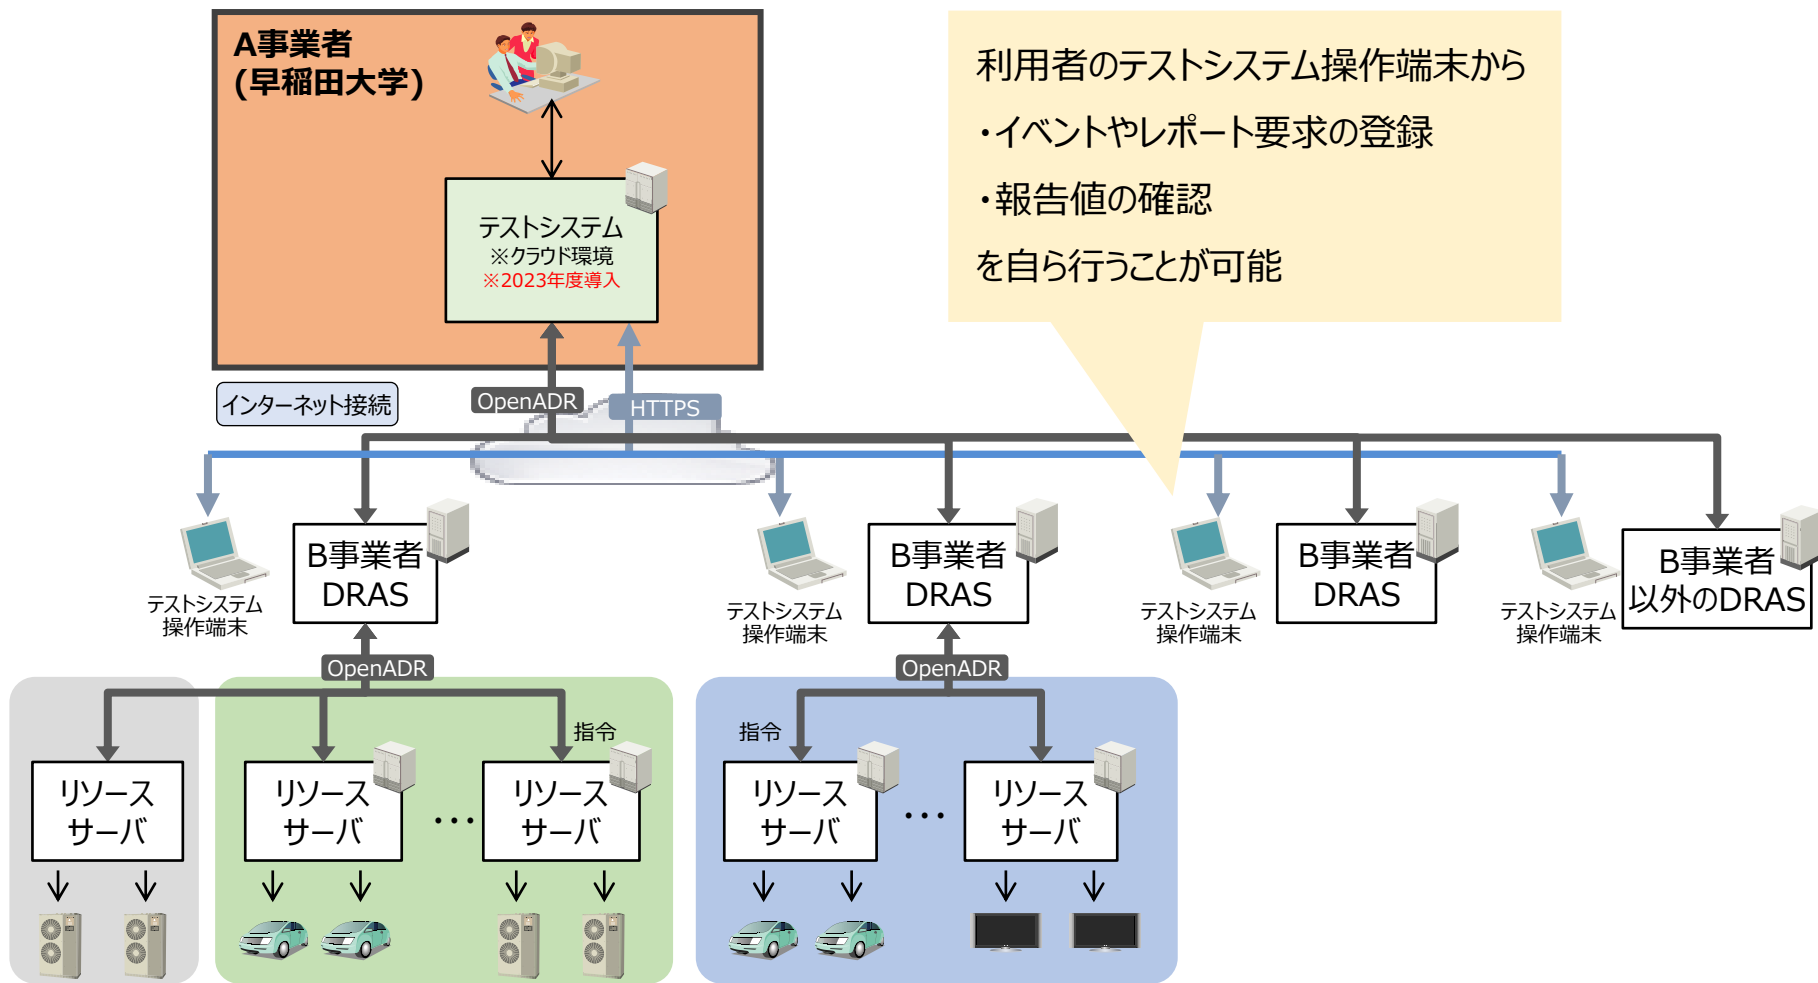 A事業者
(早稲田大学)
利用者のテストシステム操作端末から
・イベントやレポート要求の登録
・報告値の確認
を自ら行うことが可能
テストシステム
※クラウド環境
※2023年度導入
インターネット接続
OpenADR
HTTPS
テストシステム
操作端末
B事業者
DRAS
テストシステム
操作端末
B事業者
DRAS
テストシステム
操作端末
B事業者
DRAS
テストシステム
操作端末
B事業者
以外のDRAS
OpenADR
OpenADR
指令
指令
リソース
サーバ
リソース
サーバ
…
リソース
サーバ
リソース
サーバ
…
リソース
サーバ